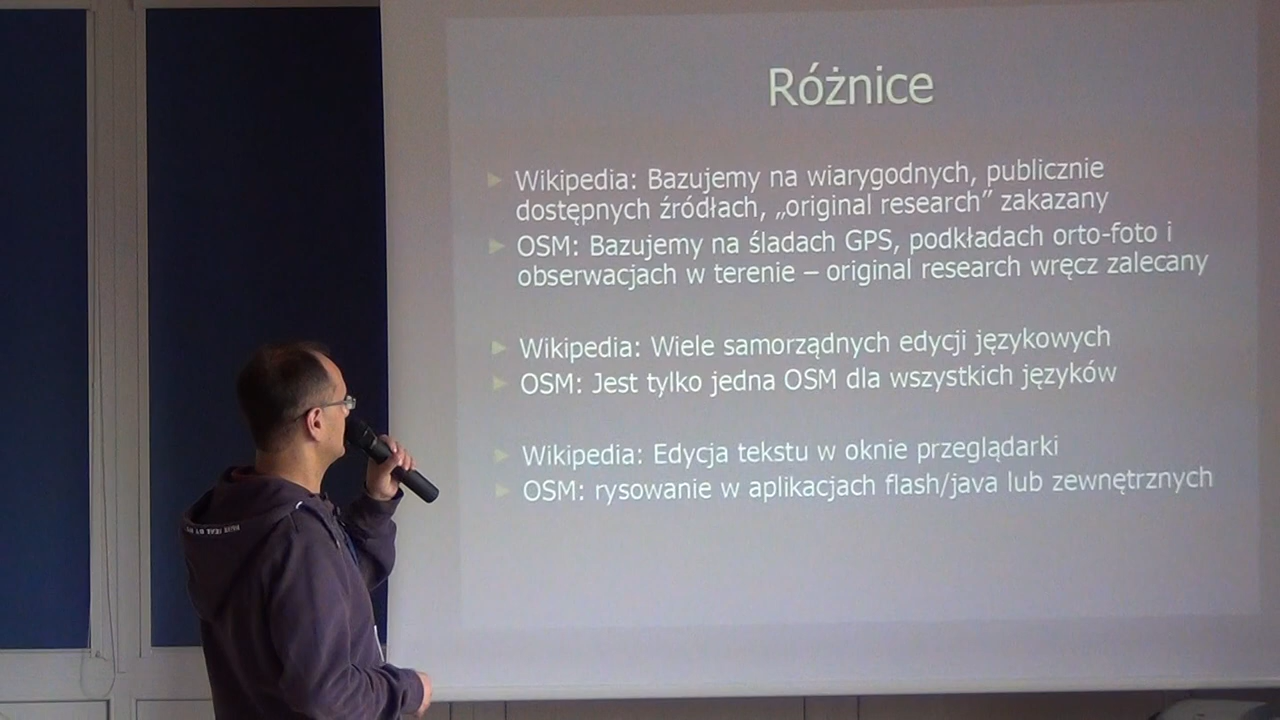 Różnice
Wikipedia: Bazujemy na wiarygodnych, publicznie
dostępnych źródłach, „original research” zakazany
OSM: Bazujemy na śladach GPS, podkładach orto-foto i
obserwacjach w terenie – original research wręcz zalecany
Wikipedia: Wiele samorządnych edycji językowych
OSM: Jest tylko jedna OSM dla wszystkich języków
Wikipedia: Edycja tekstu w oknie przeglądarki
OSM: rysowanie w aplikacjach flash/java lub zewnętrznych